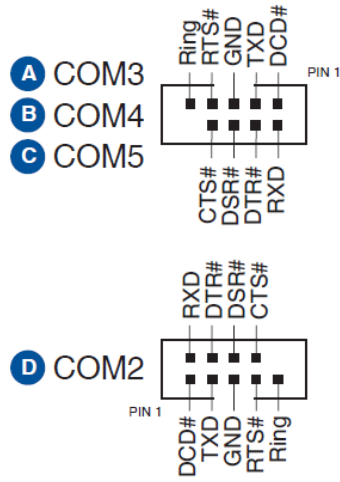 Ring RTS# GND TXD DCD#
A COM3
PIN 1
B COM4
C COM5
CTS# DSR# DTR# RXD
RXD DTR# DSR# CTS#
D COM2
PIN 1
DCD# TXD GND RTS# Ring